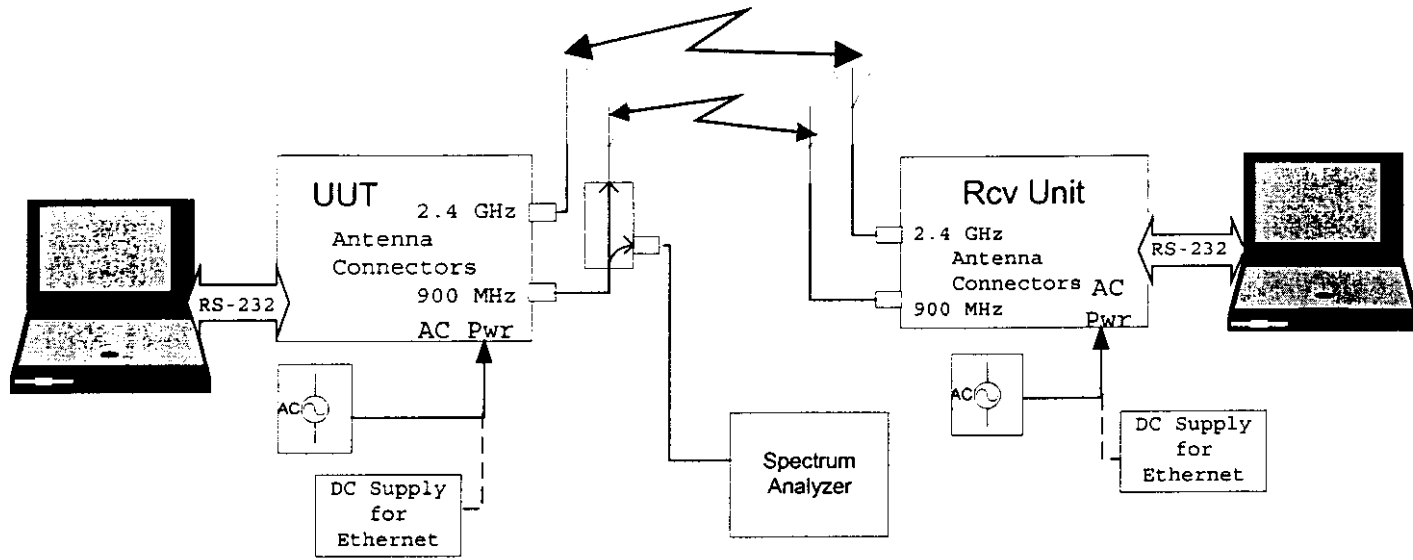 UUT
2.4 GHz
Antenna
Connectors
900 MHz
AC Pwr
RS-232
AC
DC Supply
for
Ethernet
Spectrum
Analyzer
Rcv Unit
2.4 GHz
Antenna
Connectors
900 MHz
AC
Pwr
RS-232
AC
DC Supply
for
Ethernet